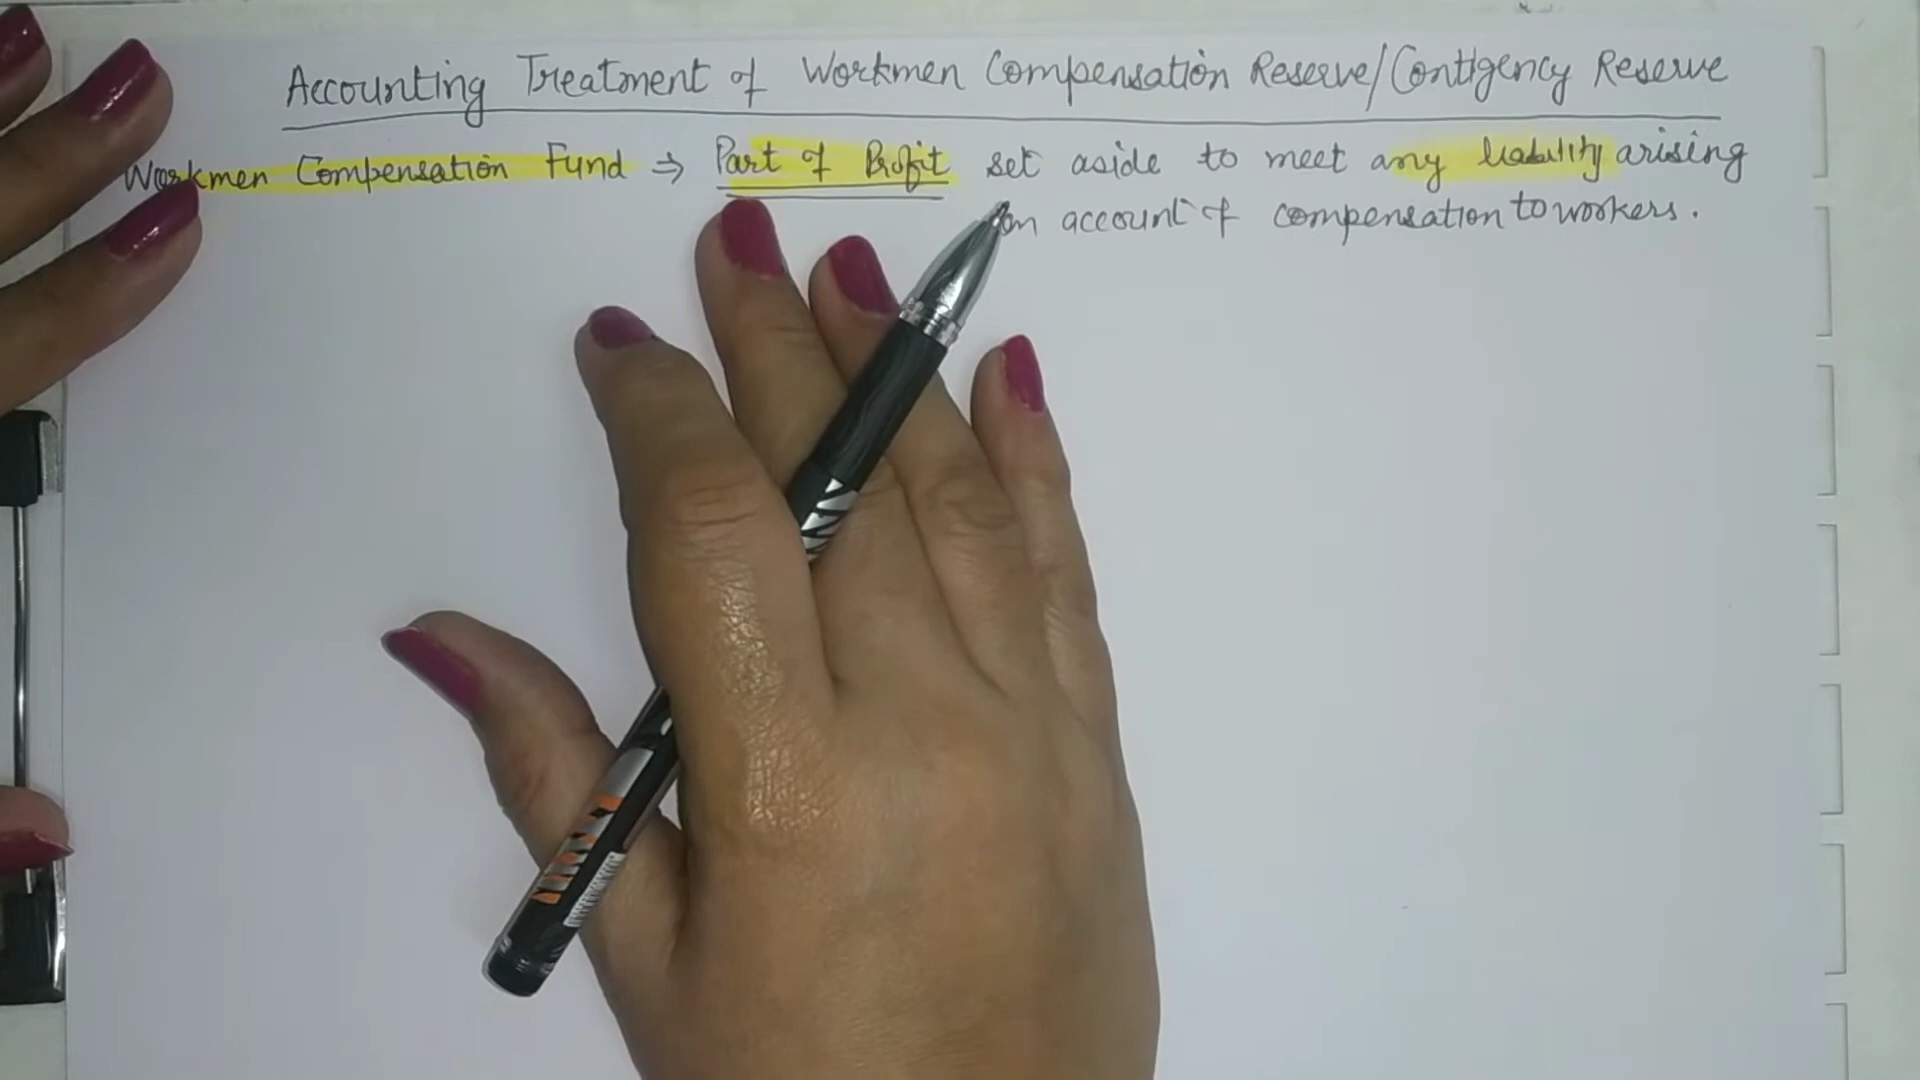 Accounting Treatment of Workmen Compensation Reserve/Contigency Reserve
Workmen Compensation Fund ⇒ Part of Profit set aside to meet any liability arising
on account of compensation to workers.